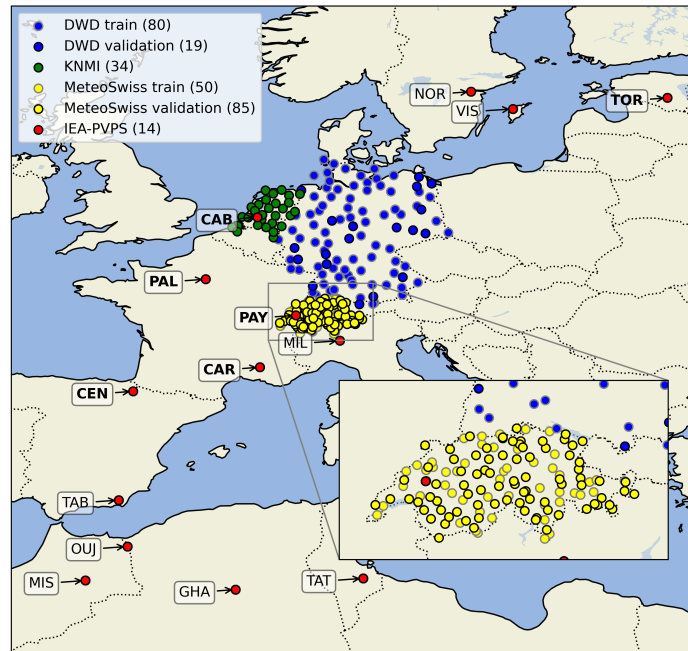 DWD train (80)
DWD validation (19)
KNMI (34)
MeteoSwiss train (50)
MeteoSwiss validation (85)
IEA-PVPS (14)
NOR
VIS
TOR
CAB
PAL
PAY
MIL
CAR
CEN
TAB
OUJ
MIS
GHA
TAT